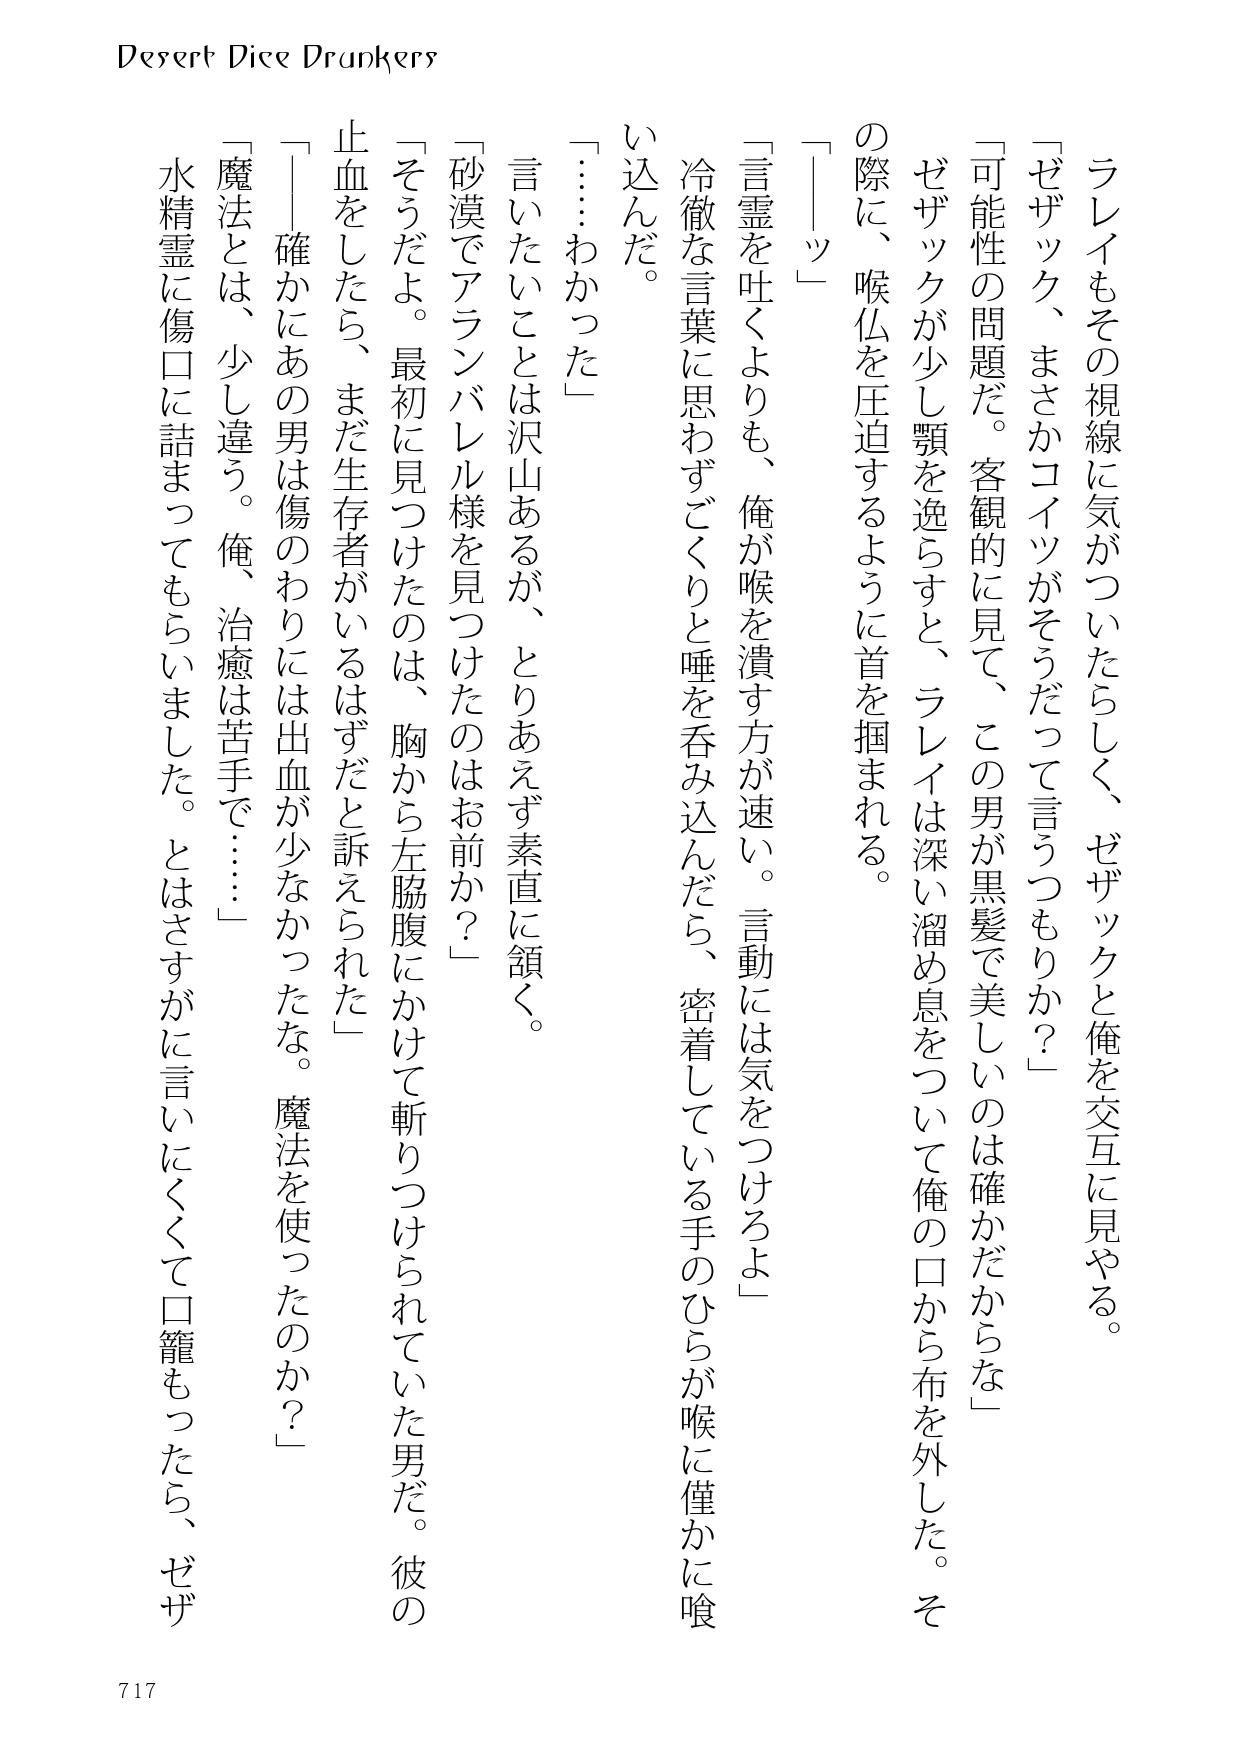 Desert Dice Drunkers
　ラレイもその視線に気がついたらしく、ゼザックと俺を交互に見やる。
「ゼザック、まさかコイツがそうだって言うつもりか？」
「可能性の問題だ。客観的に見て、この男が黒髪で美しいのは確かだからな」
　ゼザックが少し顎を逸らすと、ラレイは深い溜め息をついて俺の口から布を外した。そ
の際に、喉仏を圧迫するように首を掴まれる。
「――ッ」
「言霊を吐くよりも、俺が喉を潰す方が速い。言動には気をつけろよ」
　冷徹な言葉に思わずごくりと唾を呑み込んだら、密着している手のひらが喉に僅かに喰
い込んだ。
「……わかった」
　言いたいことは沢山あるが、とりあえず素直に頷く。
「砂漠でアランバレル様を見つけたのはお前か？」
「そうだよ。最初に見つけたのは、胸から左脇腹にかけて斬りつけられていた男だ。彼の
止血をしたら、まだ生存者がいるはずだと訴えられた」
「――確かにあの男は傷のわりには出血が少なかったな。魔法を使ったのか？」
「魔法とは、少し違う。俺、治癒は苦手で……」
　水精霊に傷口に詰まってもらいました。とはさすがに言いにくくて口籠もったら、ゼザ
717